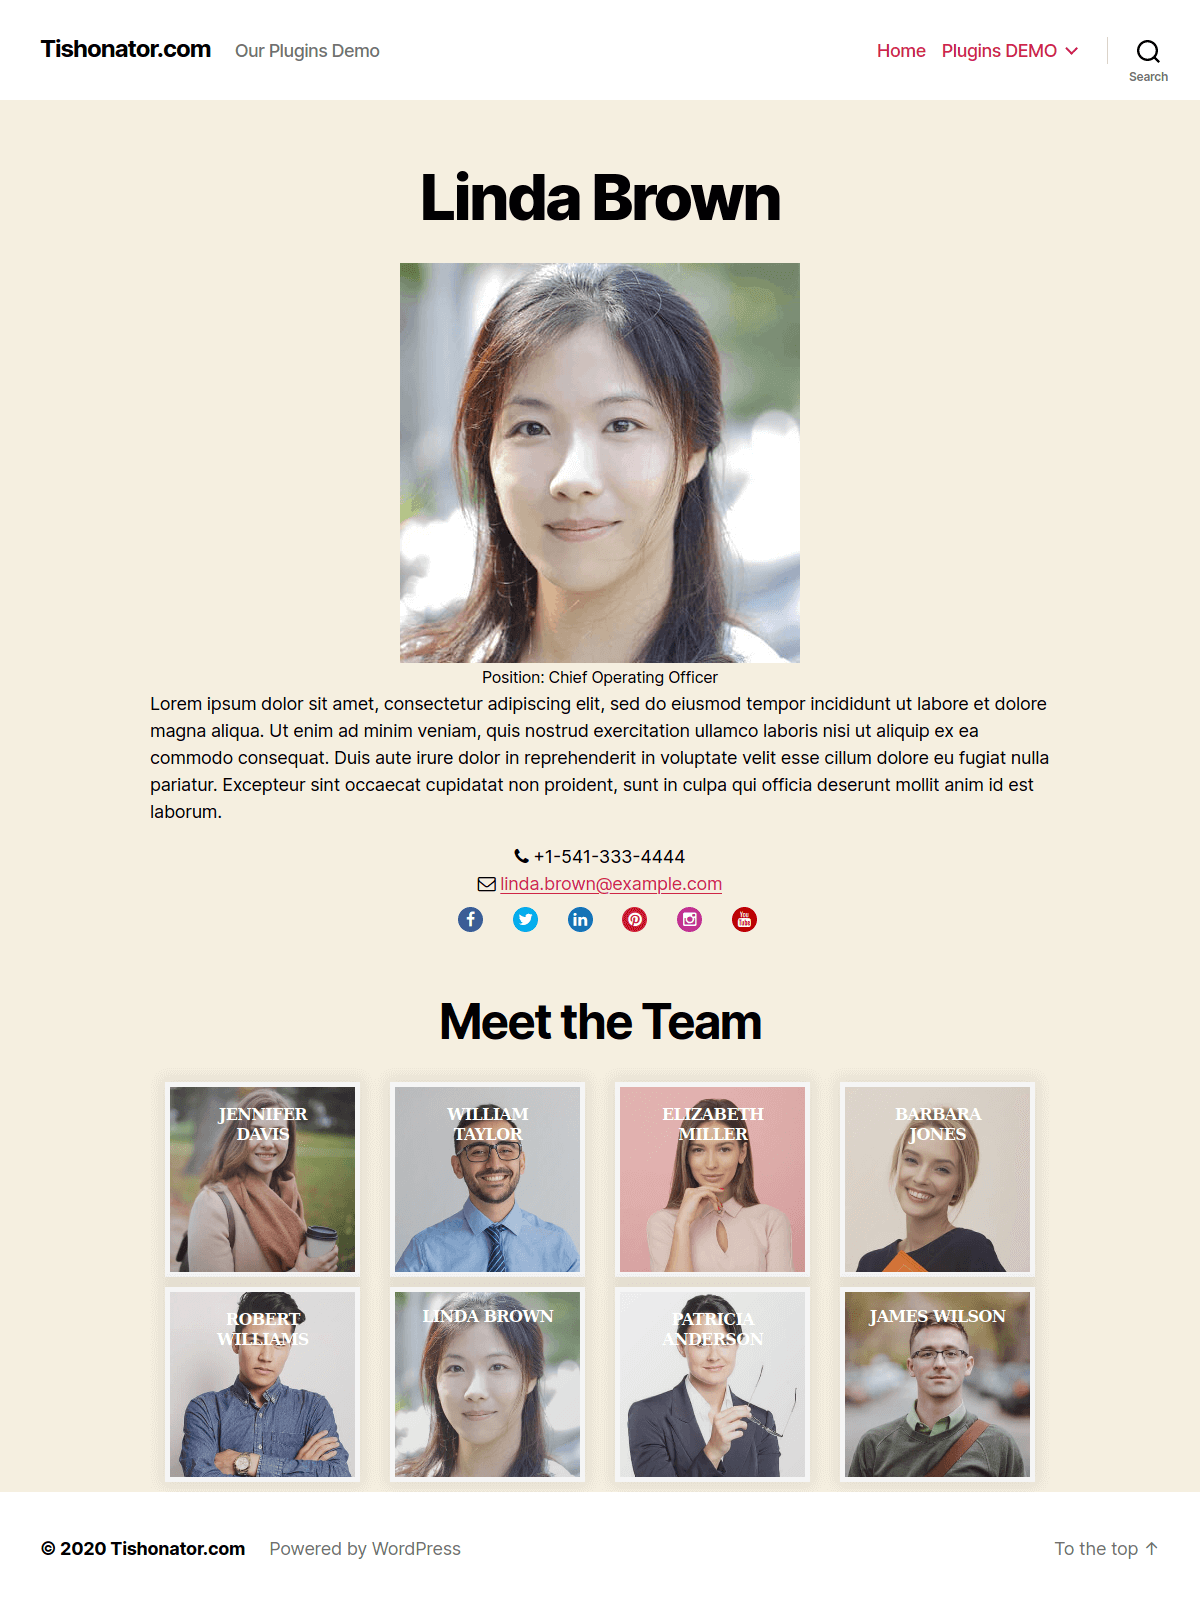 Tishonator.com Our Plugins Demo Home Plugins DEMO
Search
Linda Brown
Position: Chief Operating Officer
Lorem ipsum dolor sit amet, consectetur adipiscing elit, sed do eiusmod tempor incididunt ut labore et dolore
magna aliqua. Ut enim ad minim veniam, quis nostrud exercitation ullamco laboris nisi ut aliquip ex ea
commodo consequat. Duis aute irure dolor in reprehenderit in voluptate velit esse cillum dolore eu fugiat nulla
pariatur. Excepteur sint occaecat cupidatat non proident, sunt in culpa qui officia deserunt mollit anim id est
laborum.
+1-541-333-4444
linda.brown@example.com
Meet the Team
JENNIFER
DAVIS
WILLIAM
TAYLOR
ELIZABETH
MILLER
BARBARA
JONES
ROBERT
WILLIAMS
LINDA BROWN
PATRICIA
ANDERSON
JAMES WILSON
© 2020 Tishonator.com Powered by WordPress To the top ↑